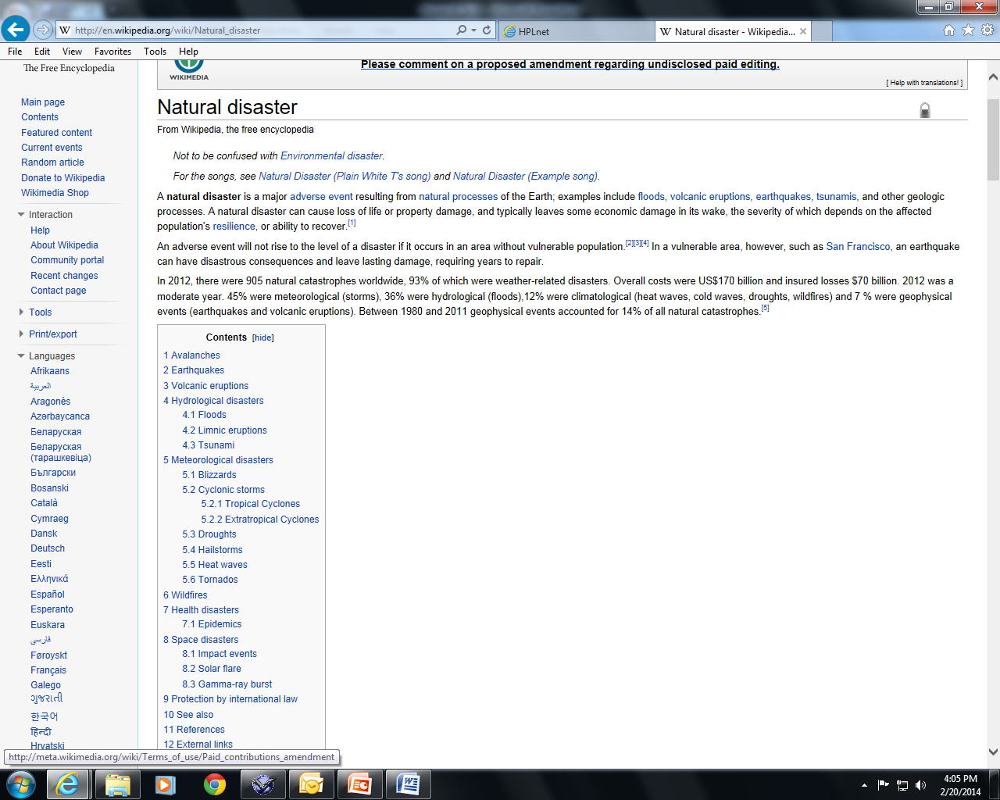 http://en.wikipedia.org/wiki/Natural_disaster
HPLnet
Natural disaster - Wikipedia...
File Edit View Favorites Tools Help
The Free Encyclopedia
Main page
Contents
Featured content
Current events
Random article
Donate to Wikipedia
Wikimedia Shop
Interaction
Help
About Wikipedia
Community portal
Recent changes
Contact page
Tools
Print/export
Languages
Afrikaans
العربية
Aragonés
Azərbaycanca
Беларуская
Беларуская
(тарашкевіца)
Български
Bosanski
Català
Cymraeg
Dansk
Deutsch
Eesti
Ελληνικά
Español
Esperanto
Euskara
فارسی
Føroyskt
Français
Galego
ગુજરાતી
한국어
हिन्दी
Hrvatski
WIKIMEDIA
Please comment on a proposed amendment regarding undisclosed paid editing.
[ Help with translations! ]
Natural disaster
From Wikipedia, the free encyclopedia
Not to be confused with Environmental disaster.
For the songs, see Natural Disaster (Plain White T's song) and Natural Disaster (Example song).
A natural disaster is a major adverse event resulting from natural processes of the Earth; examples include floods, volcanic eruptions, earthquakes, tsunamis, and other geologic
processes. A natural disaster can cause loss of life or property damage, and typically leaves some economic damage in its wake, the severity of which depends on the affected
population's resilience, or ability to recover.[1]
An adverse event will not rise to the level of a disaster if it occurs in an area without vulnerable population.[2][3][4] In a vulnerable area, however, such as San Francisco, an earthquake
can have disastrous consequences and leave lasting damage, requiring years to repair.
In 2012, there were 905 natural catastrophes worldwide, 93% of which were weather-related disasters. Overall costs were US$170 billion and insured losses $70 billion. 2012 was a
moderate year. 45% were meteorological (storms), 36% were hydrological (floods),12% were climatological (heat waves, cold waves, droughts, wildfires) and 7 % were geophysical
events (earthquakes and volcanic eruptions). Between 1980 and 2011 geophysical events accounted for 14% of all natural catastrophes.[5]
Contents [hide]
1 Avalanches
2 Earthquakes
3 Volcanic eruptions
4 Hydrological disasters
4.1 Floods
4.2 Limnic eruptions
4.3 Tsunami
5 Meteorological disasters
5.1 Blizzards
5.2 Cyclonic storms
5.2.1 Tropical Cyclones
5.2.2 Extratropical Cyclones
5.3 Droughts
5.4 Hailstorms
5.5 Heat waves
5.6 Tornados
6 Wildfires
7 Health disasters
7.1 Epidemics
8 Space disasters
8.1 Impact events
8.2 Solar flare
8.3 Gamma-ray burst
9 Protection by international law
10 See also
11 References
12 External links
http://meta.wikimedia.org/wiki/Terms_of_use/Paid_contributions_amendment
4:05 PM
2/20/2014